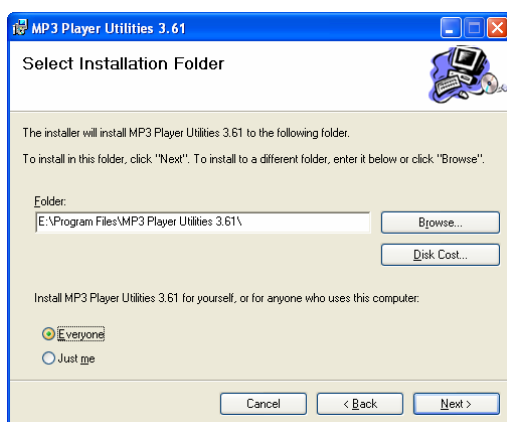 MP3 Player Utilities 3.61
Select Installation Folder
The installer will install MP3 Player Utilities 3.61 to the following folder.
To install in this folder, click "Next". To install to a different folder, enter it below or click "Browse".
Folder:
E:\Program Files\MP3 Player Utilities 3.61\
Browse...
Disk Cost...
Install MP3 Player Utilities 3.61 for yourself, or for anyone who uses this computer:
Everyone
Just me
Cancel < Back Next >